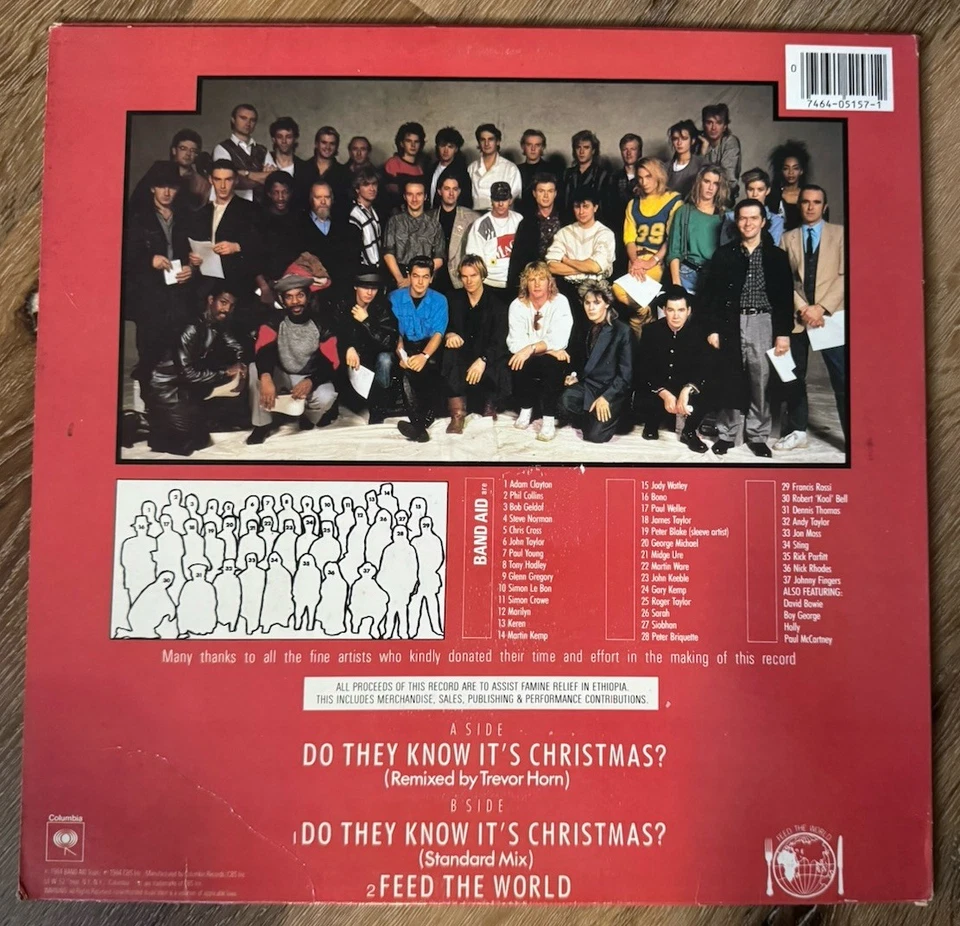 0
7464-05157-1
BAND AID are
1 Adam Clayton
2 Phil Collins
3 Bob Geldof
4 Steve Norman
5 Chris Cross
6 John Taylor
7 Paul Young
8 Tony Hadley
9 Glenn Gregory
10 Simon Le Bon
11 Simon Crowe
12 Marilyn
13 Keren
14 Martin Kemp
15 Jody Watley
16 Bono
17 Paul Weller
18 James Taylor
19 Peter Blake (sleeve artist)
20 George Michael
21 Midge Ure
22 Martin Ware
23 John Keeble
24 Gary Kemp
25 Roger Taylor
26 Sarah
27 Siobhan
28 Peter Briquette
29 Francis Rossi
30 Robert 'Kool' Bell
31 Dennis Thomas
32 Andy Taylor
33 Jon Moss
34 Sting
35 Rick Parfitt
36 Nick Rhodes
37 Johnny Fingers
ALSO FEATURING:
David Bowie
Boy George
Holly
Paul McCartney
Many thanks to all the fine artists who kindly donated their time and effort in the making of this record
ALL PROCEEDS OF THIS RECORD ARE TO ASSIST FAMINE RELIEF IN ETHIOPIA.
THIS INCLUDES MERCHANDISE, SALES, PUBLISHING & PERFORMANCE CONTRIBUTIONS.
A SIDE
DO THEY KNOW IT'S CHRISTMAS?
(Remixed by Trevor Horn)
B SIDE
1 DO THEY KNOW IT'S CHRISTMAS?
(Standard Mix)
2 FEED THE WORLD
Columbia
FEED THE WORLD